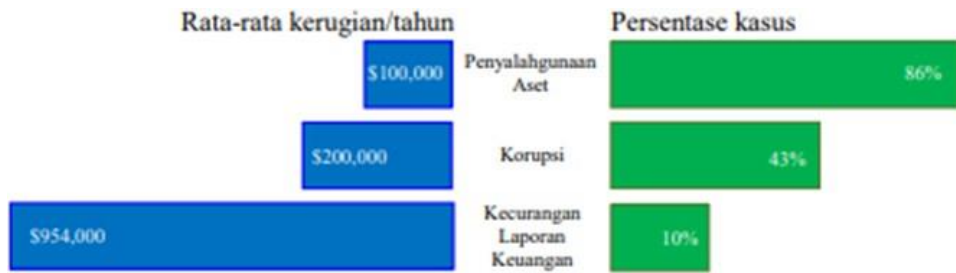 Rata-rata kerugian/tahun
Persentase kasus
$100,000
Penyalahgunaan
Aset
86%
$200,000
Korupsi
43%
$954,000
Kecurangan
Laporan
Keuangan
10%